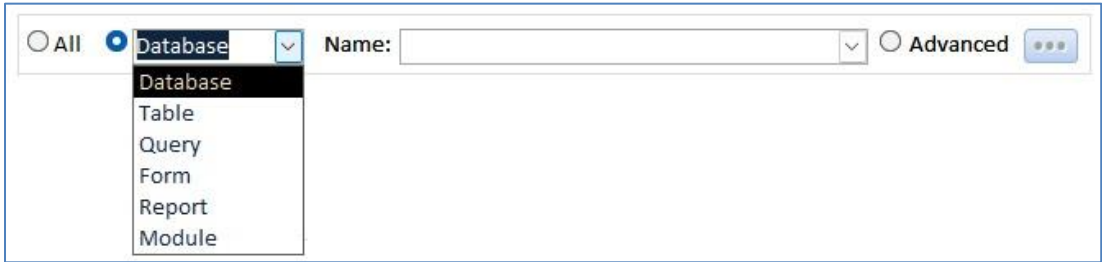 All Database Name: Advanced
Database
Table
Query
Form
Report
Module